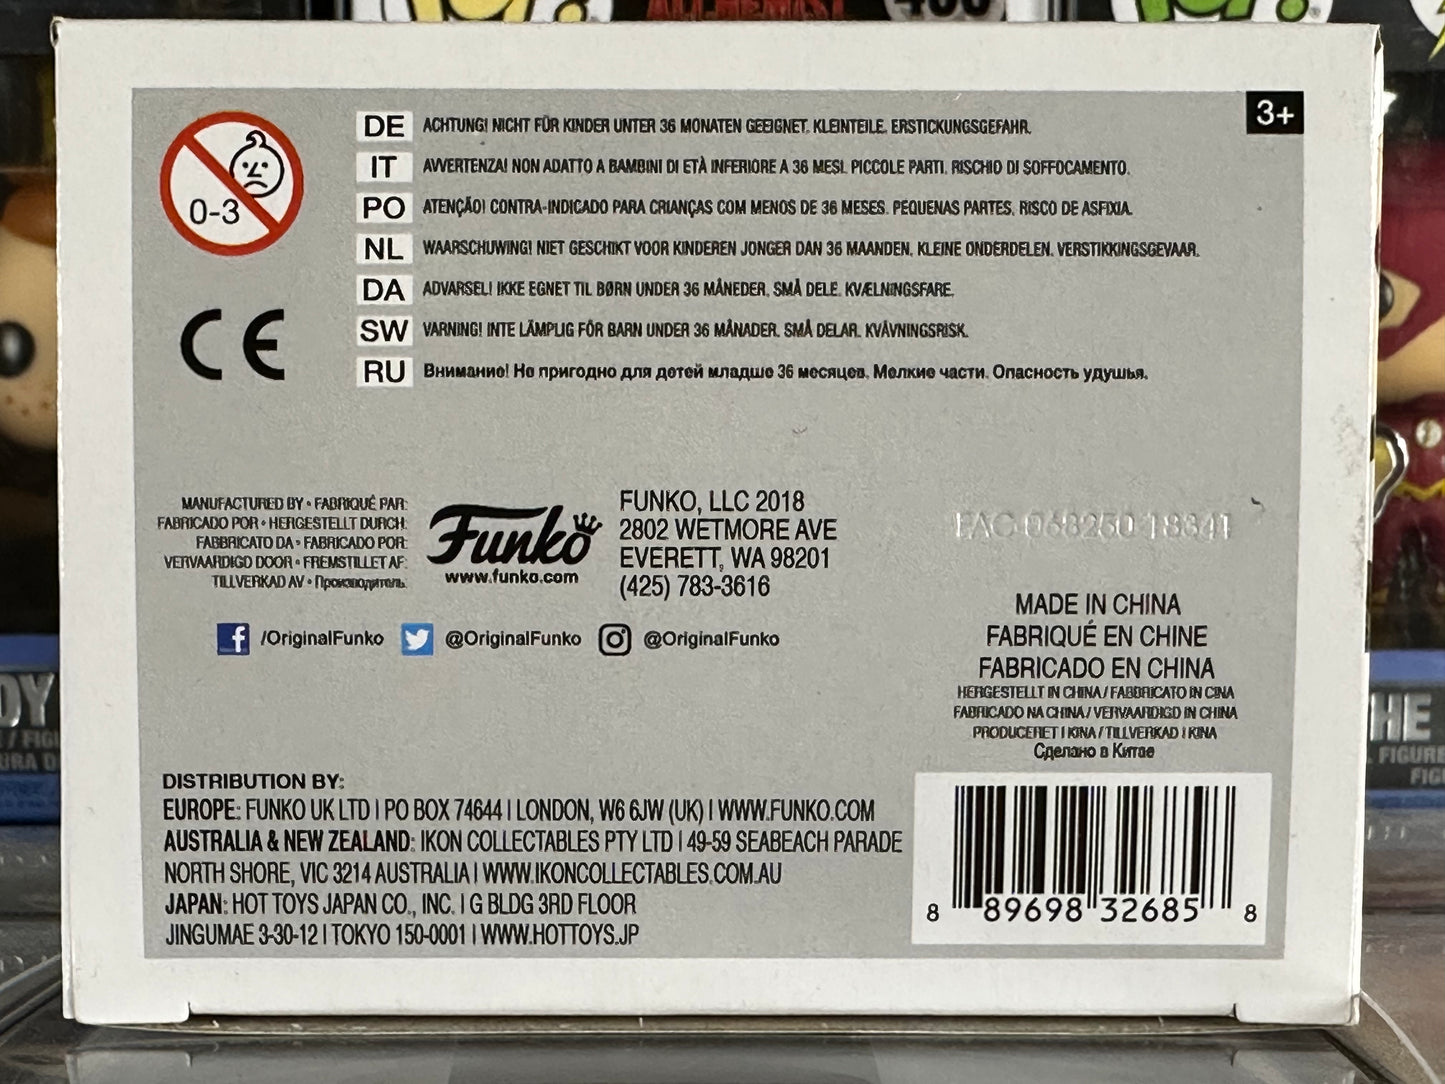 ALCHEMIST
3+
0-3
DE ACHTUNG! NICHT FÜR KINDER UNTER 36 MONATEN GEEIGNET. KLEINTEILE. ERSTICKUNGSGEFAHR.
IT AVVERTENZA! NON ADATTO A BAMBINI DI ETÀ INFERIORE A 36 MESI. PICCOLE PARTI. RISCHIO DI SOFFOCAMENTO.
PO ATENÇÃO! CONTRA-INDICADO PARA CRIANÇAS COM MENOS DE 36 MESES. PEQUENAS PARTES. RISCO DE ASFIXIA.
NL WAARSCHUWING! NIET GESCHIKT VOOR KINDEREN JONGER DAN 36 MAANDEN. KLEINE ONDERDELEN. VERSTIKKINGSGEVAAR.
DA ADVARSEL! IKKE EGNET TIL BØRN UNDER 36 MÅNEDER. SMÅ DELE. KVÆLNINGSFARE.
SW VARNING! INTE LÄMPLIG FÖR BARN UNDER 36 MÅNADER. SMÅ DELAR. KVÄVNINGSRISK.
RU Внимание! Не пригодно для детей младше 36 месяцев. Мелкие части. Опасность удушья.
CE
MANUFACTURED BY • FABRIQUÉ PAR:
FABRICADO POR • HERGESTELLT DURCH:
FABBRICATO DA • FABRICADO POR:
VERVAARDIGD DOOR • FREMSTILLET AF:
TILLVERKAD AV • Производитель:
Funko
www.funko.com
FUNKO, LLC 2018
2802 WETMORE AVE
EVERETT, WA 98201
(425) 783-3616
/OriginalFunko @OriginalFunko @OriginalFunko
FAC-068250-18341
MADE IN CHINA
FABRIQUÉ EN CHINE
FABRICADO EN CHINA
HERGESTELLT IN CHINA / FABBRICATO IN CINA
FABRICADO NA CHINA / VERVAARDIGD IN CHINA
PRODUCERET I KINA / TILLVERKAD I KINA
Сделано в Китае
DISTRIBUTION BY:
EUROPE: FUNKO UK LTD | PO BOX 74644 | LONDON, W6 6JW (UK) | WWW.FUNKO.COM
AUSTRALIA & NEW ZEALAND: IKON COLLECTABLES PTY LTD | 49-59 SEABEACH PARADE
NORTH SHORE, VIC 3214 AUSTRALIA | WWW.IKONCOLLECTABLES.COM.AU
JAPAN: HOT TOYS JAPAN CO., INC. | G BLDG 3RD FLOOR
JINGUMAE 3-30-12 | TOKYO 150-0001 | WWW.HOTTOYS.JP
8 89698 32685 8
HE
FIGURE